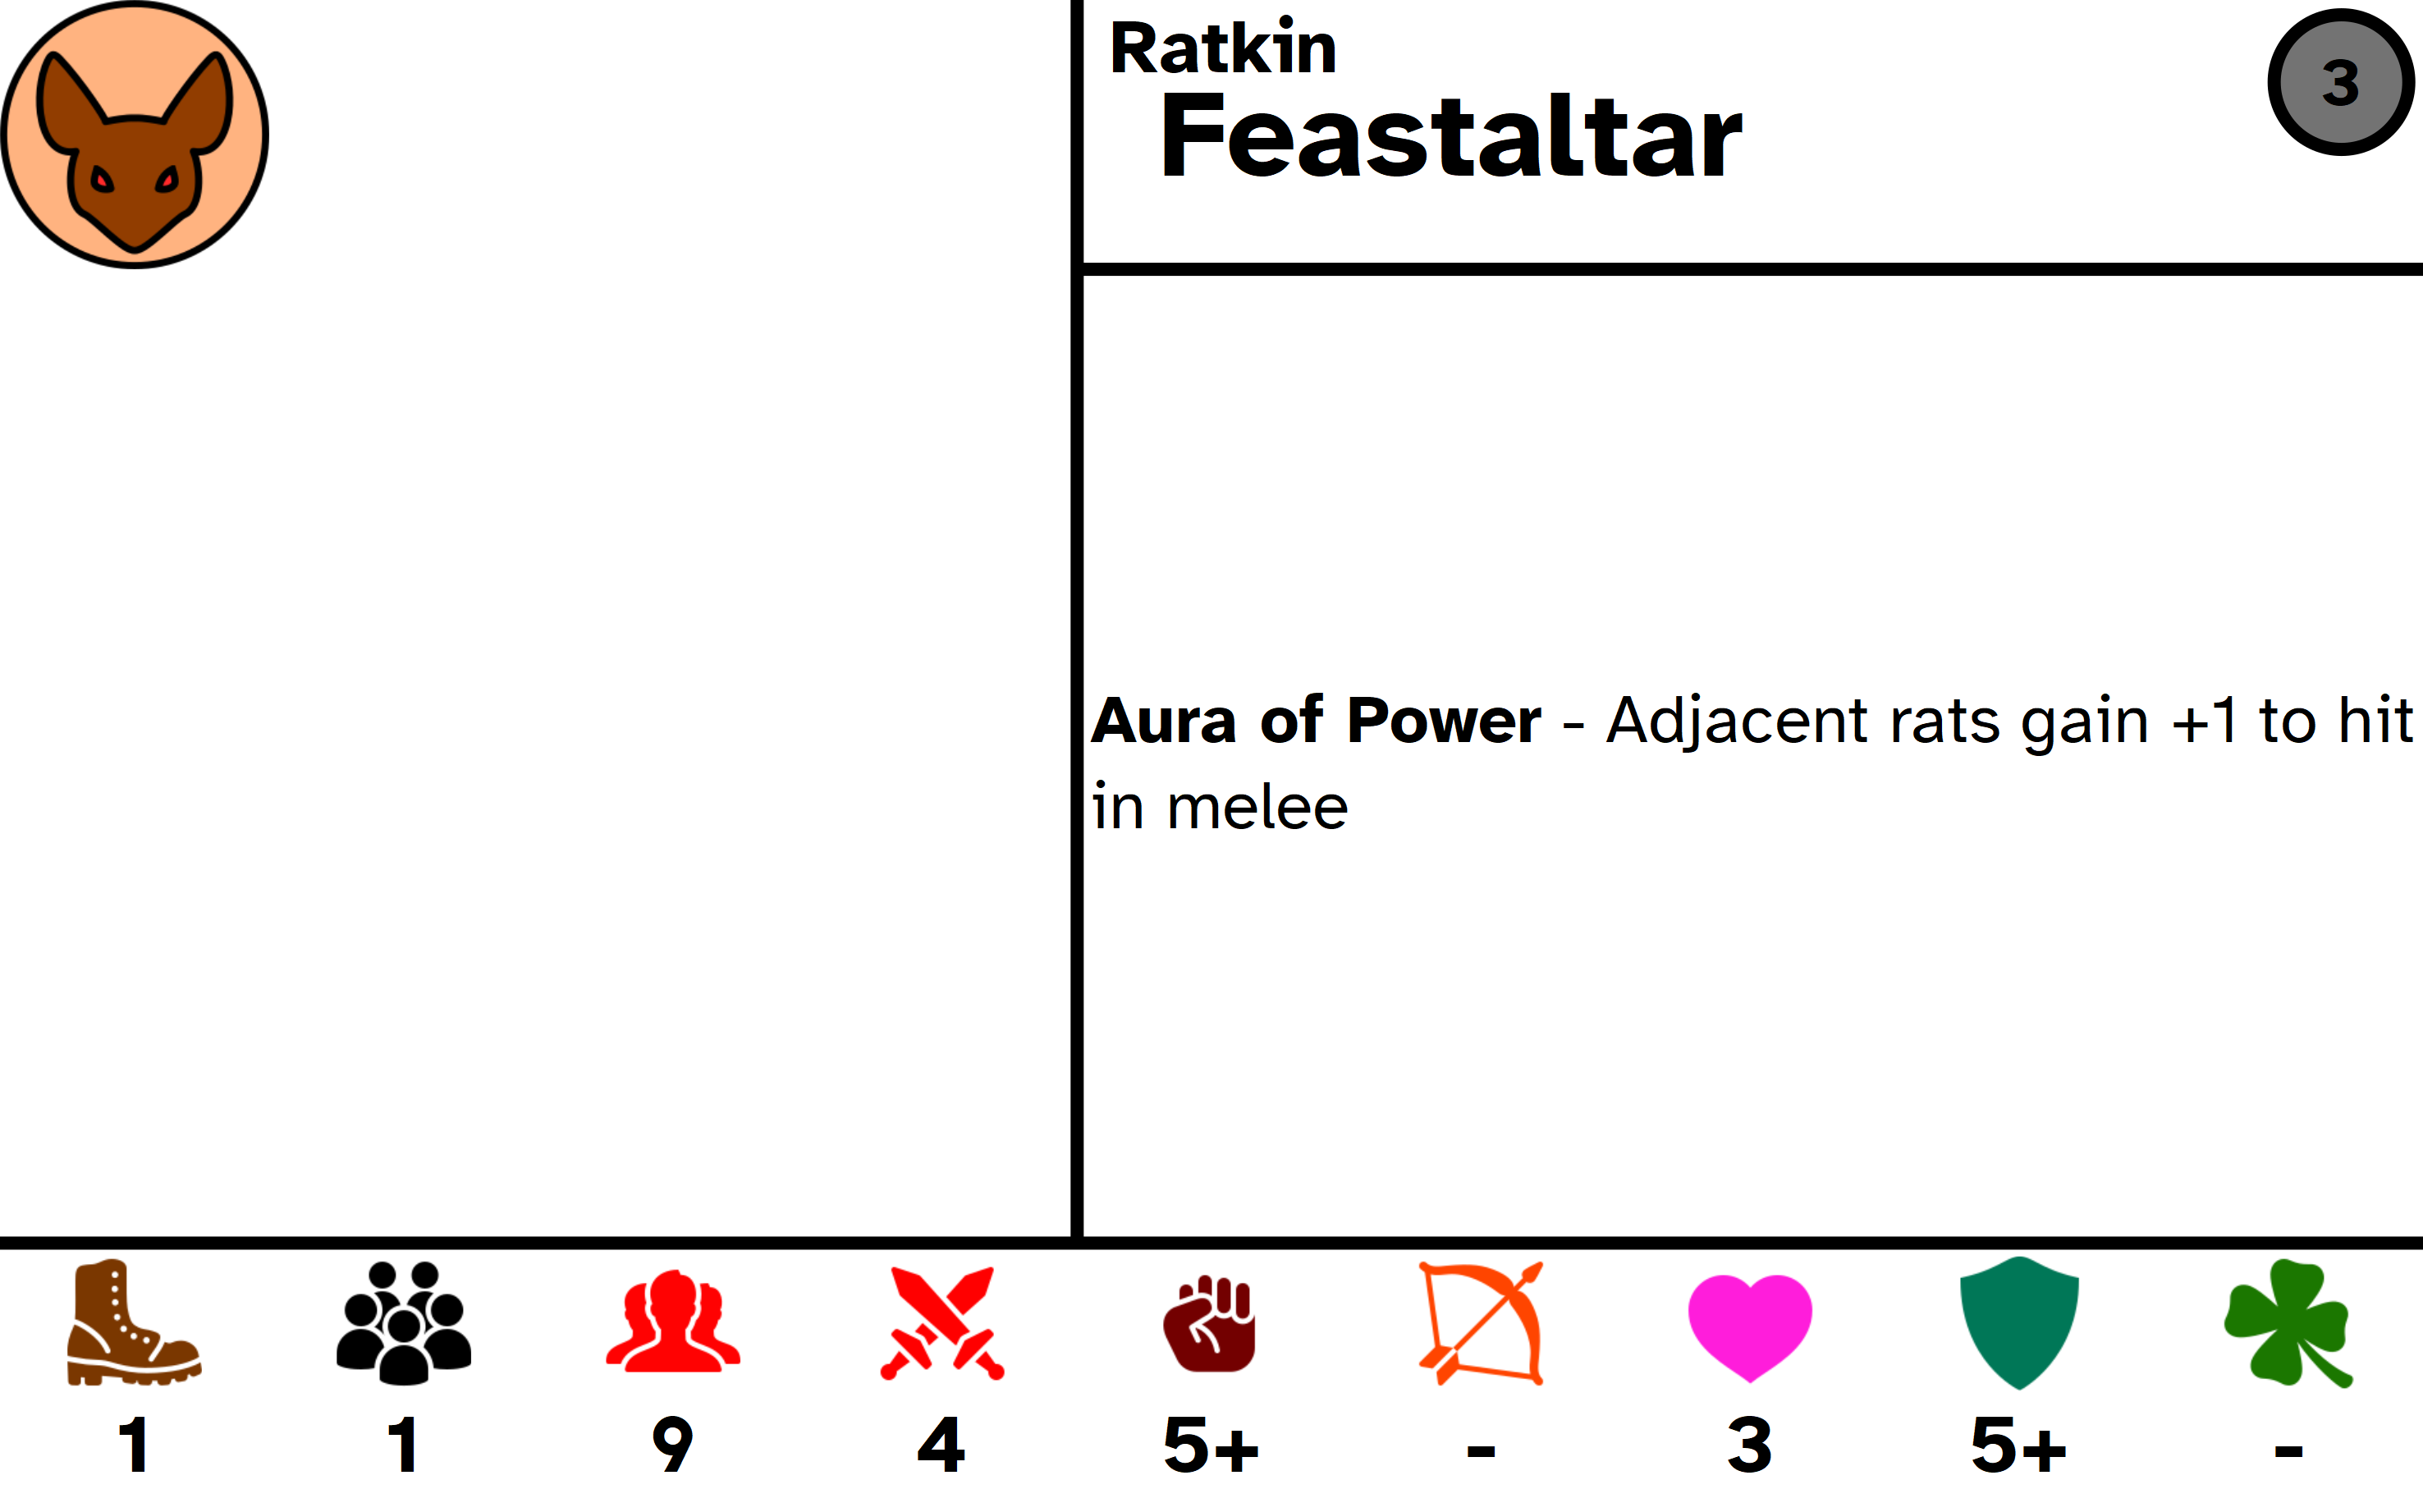 Ratkin
Feastaltar
3
Aura of Power - Adjacent rats gain +1 to hit
in melee
1 1 9 4 5+ - 3 5+ -